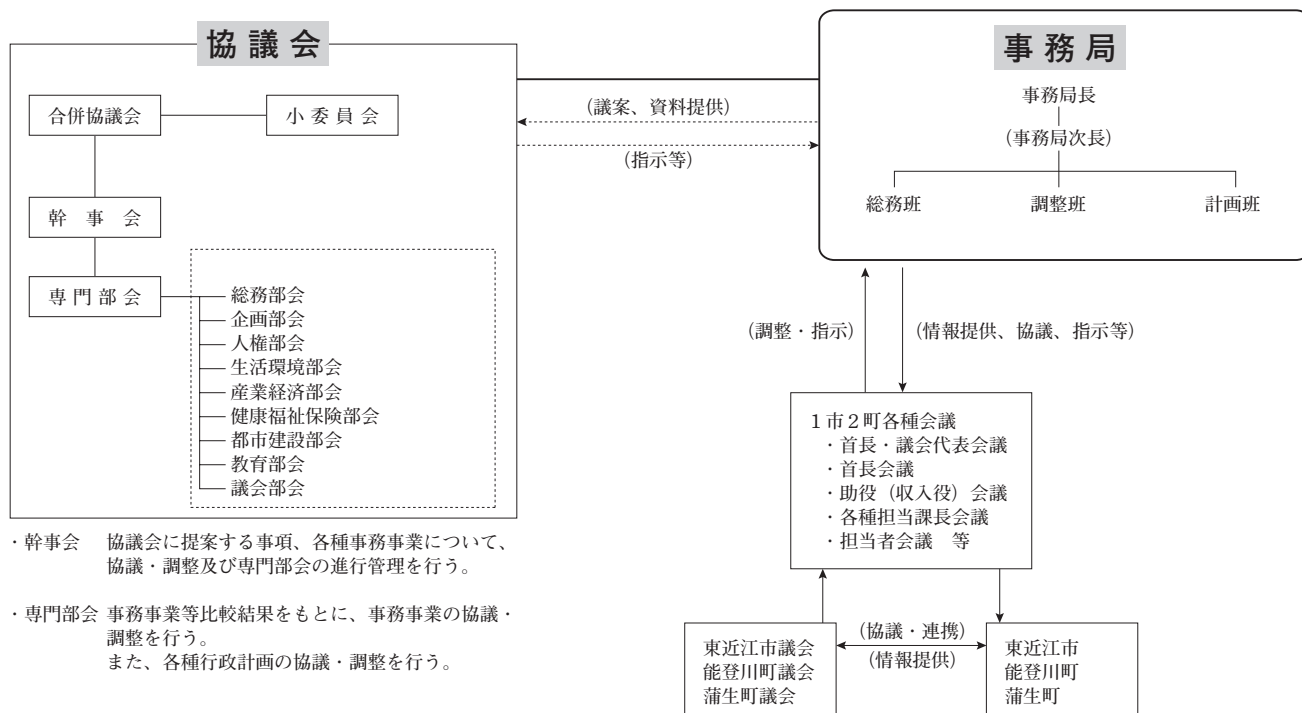 協議会
合併協議会
小委員会
幹事会
専門部会
総務部会
企画部会
人権部会
生活環境部会
産業経済部会
健康福祉保険部会
都市建設部会
教育部会
議会部会
・幹事会　協議会に提案する事項、各種事務事業について、
協議・調整及び専門部会の進行管理を行う。
・専門部会 事務事業等比較結果をもとに、事務事業の協議・
調整を行う。
また、各種行政計画の協議・調整を行う。
(議案、資料提供)
(指示等)
事務局
事務局長
(事務局次長)
総務班　調整班　計画班
(調整・指示)
(情報提供、協議、指示等)
１市２町各種会議
・首長・議会代表会議
・首長会議
・助役（収入役）会議
・各種担当課長会議
・担当者会議　等
東近江市議会
能登川町議会
蒲生町議会
(協議・連携)
(情報提供)
東近江市
能登川町
蒲生町